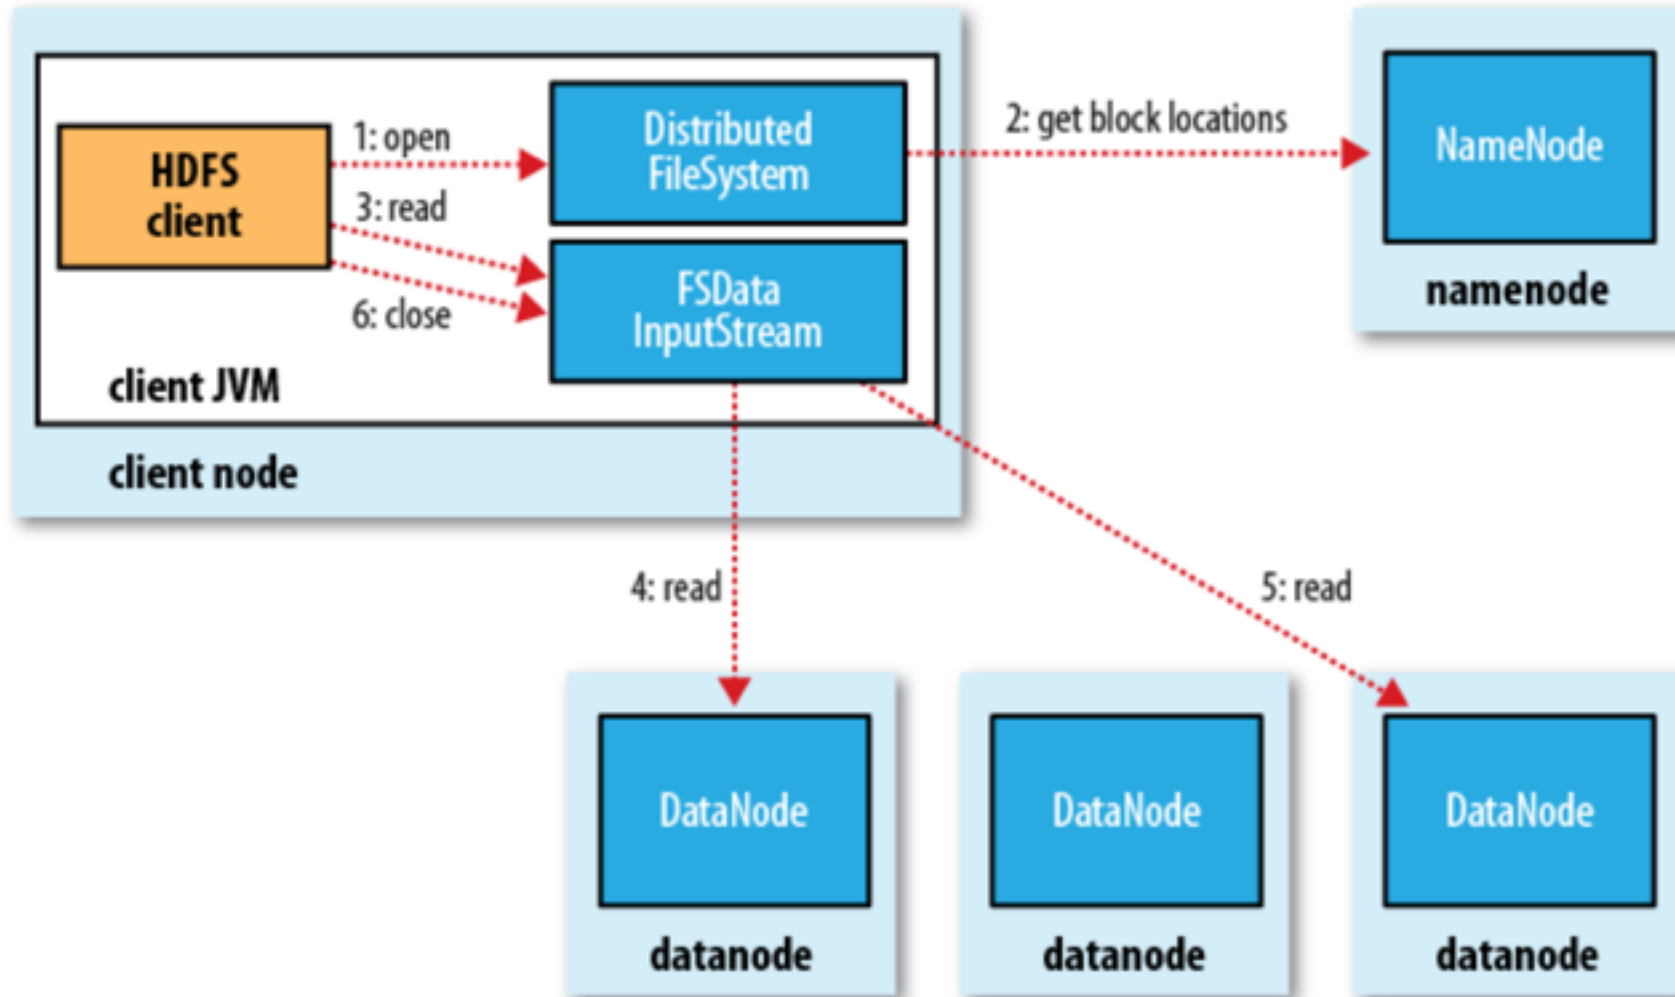 1: open
Distributed
FileSystem
2: get block locations
NameNode
namenode
HDFS
client
3: read
6: close
FSData
InputStream
client JVM
client node
4: read
5: read
DataNode
datanode
DataNode
datanode
DataNode
datanode